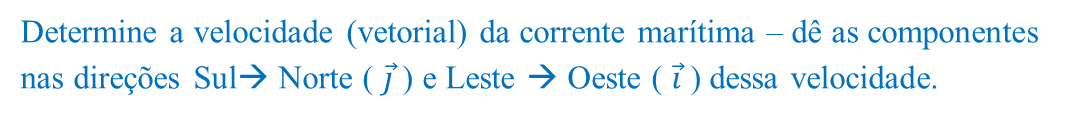 Determine a velocidade (vetorial) da corrente marítima – dê as componentes
nas direções Sul→ Norte ( ȷ⃗ ) e Leste → Oeste ( ı⃗ ) dessa velocidade.